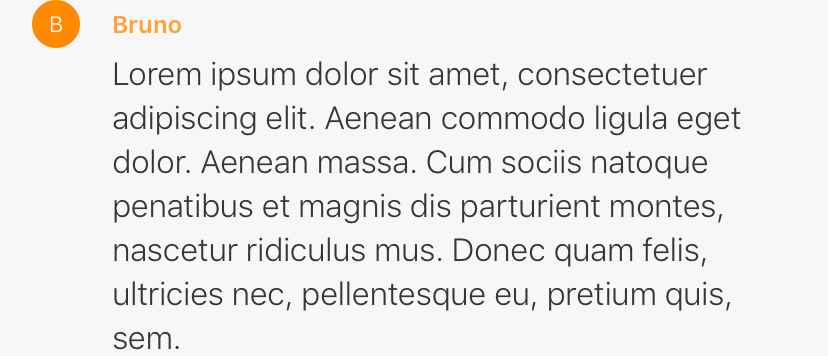 B
Bruno
Lorem ipsum dolor sit amet, consectetuer
adipiscing elit. Aenean commodo ligula eget
dolor. Aenean massa. Cum sociis natoque
penatibus et magnis dis parturient montes,
nascetur ridiculus mus. Donec quam felis,
ultricies nec, pellentesque eu, pretium quis,
sem.